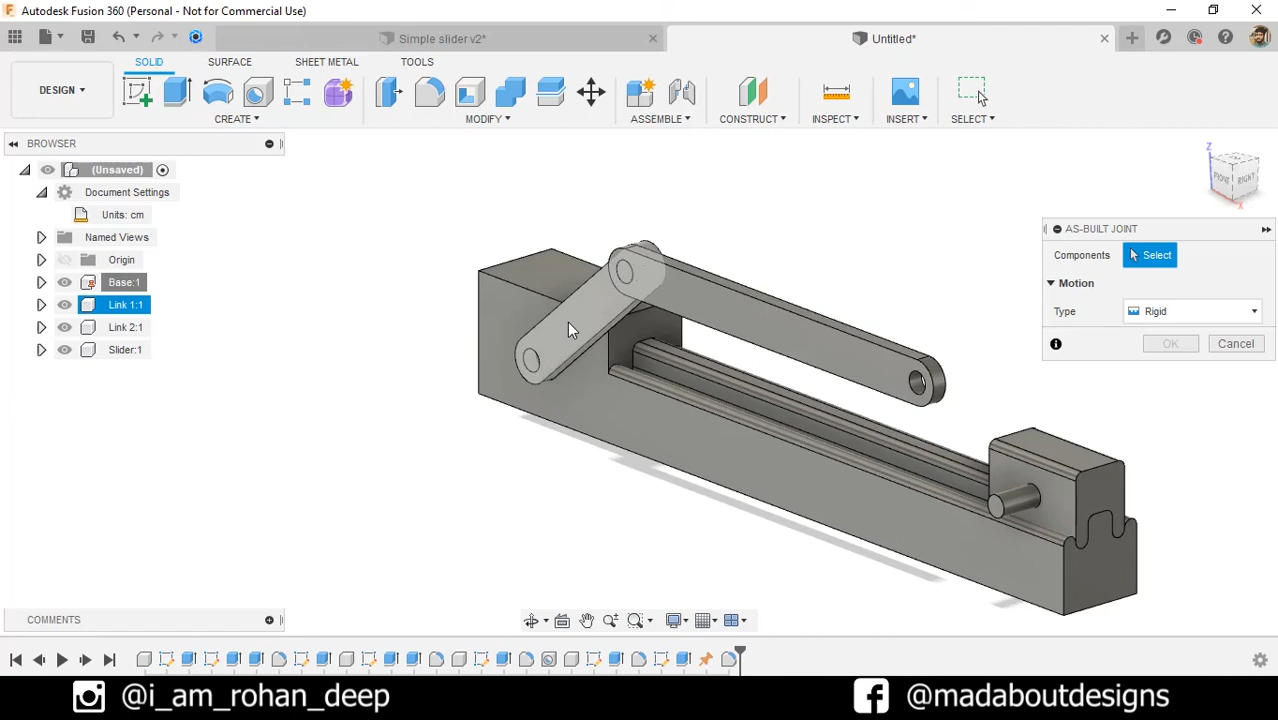 Autodesk Fusion 360 (Personal - Not for Commercial Use)
Simple slider v2*
Untitled*
SOLID
SURFACE
SHEET METAL
TOOLS
DESIGN
CREATE
MODIFY
ASSEMBLE
CONSTRUCT
INSPECT
INSERT
SELECT
BROWSER
(Unsaved)
Document Settings
Units: cm
Named Views
Origin
Base:1
Link 1:1
Link 2:1
Slider:1
Z
FRONT
RIGHT
X
AS-BUILT JOINT
Components
Select
Motion
Type
Rigid
OK
Cancel
COMMENTS
@i_am_rohan_deep
@madaboutdesigns